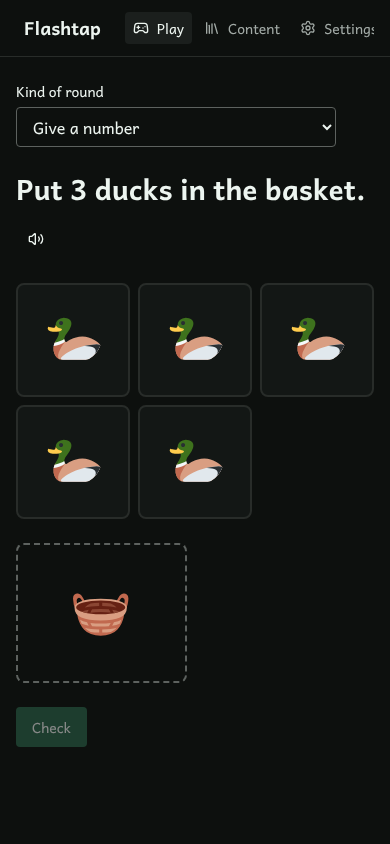 Flashtap
Play
Content
Settings
Kind of round
Give a number
Put 3 ducks in the basket.
Check